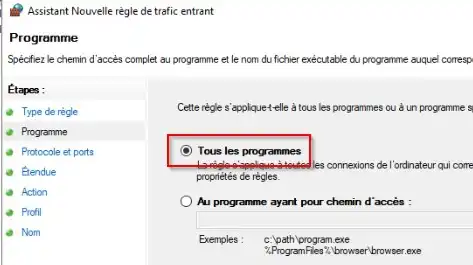 Assistant Nouvelle règle de trafic entrant
Programme
Spécifiez le chemin d'accès complet au programme et le nom du fichier exécutable du programme auquel
Étapes :
Type de règle
Programme
Protocole et ports
Étendue
Action
Profil
Nom
Cette règle s'applique-t-elle à tous les programmes ou à un programme
Tous les programmes
La règle s'applique à toutes les connexions de l'ordinateur qui
propriétés de règles.
Au programme ayant pour chemin d'accès :
Exemples :
c:\path\program.exe
%ProgramFiles%\browser\browser.exe